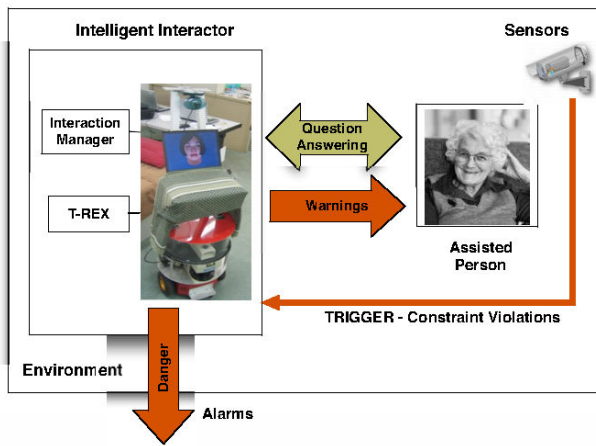 Intelligent Interactor
Sensors
Interaction
Manager
Question
Answering
T-REX
Warnings
Assisted
Person
TRIGGER - Constraint Violations
Environment
Danger
Alarms